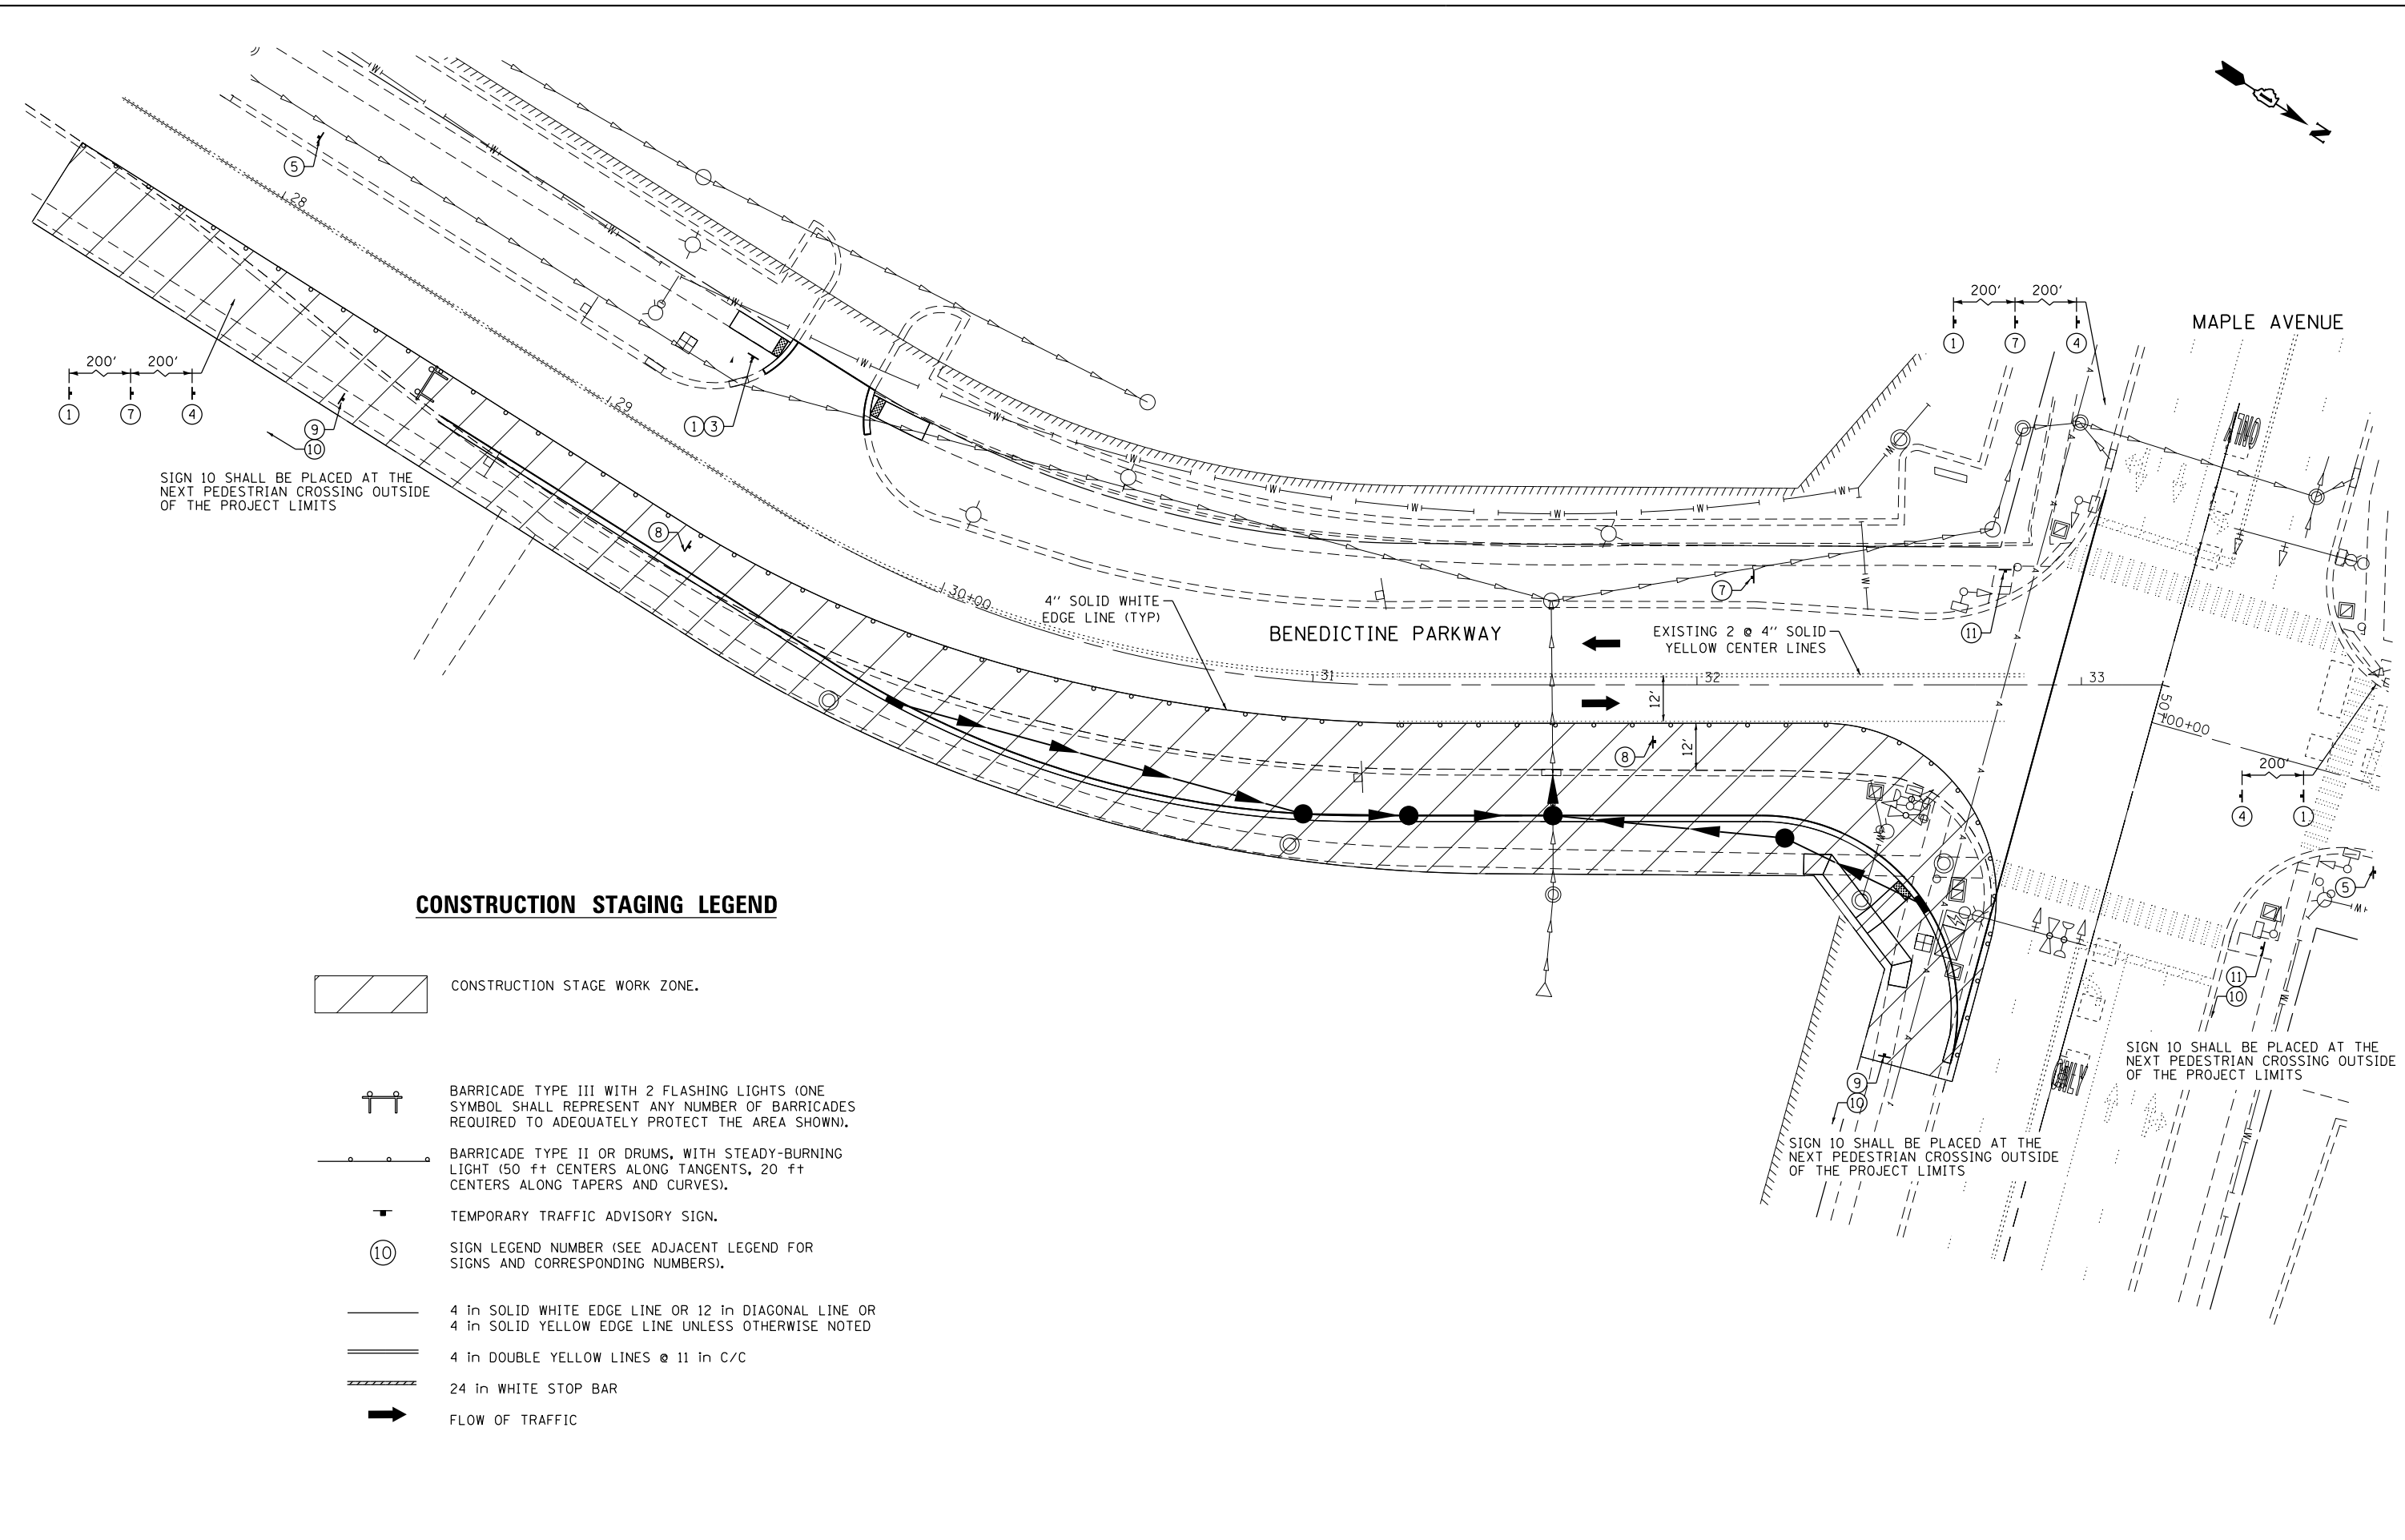 N
MAPLE AVENUE
200' 200'
1 7 4
5
28
200' 200'
1 7 4
9
10
SIGN 10 SHALL BE PLACED AT THE
NEXT PEDESTRIAN CROSSING OUTSIDE
OF THE PROJECT LIMITS
1 3
29
8
30+00
4" SOLID WHITE
EDGE LINE (TYP)
BENEDICTINE PARKWAY
EXISTING 2 @ 4" SOLID
YELLOW CENTER LINES
7
11
31
32
33
50
100+00
12'
12'
8
200'
4 1
5
11
10
SIGN 10 SHALL BE PLACED AT THE
NEXT PEDESTRIAN CROSSING OUTSIDE
OF THE PROJECT LIMITS
ONLY
9
10
SIGN 10 SHALL BE PLACED AT THE
NEXT PEDESTRIAN CROSSING OUTSIDE
OF THE PROJECT LIMITS
CONSTRUCTION STAGING LEGEND
CONSTRUCTION STAGE WORK ZONE.
BARRICADE TYPE III WITH 2 FLASHING LIGHTS (ONE
SYMBOL SHALL REPRESENT ANY NUMBER OF BARRICADES
REQUIRED TO ADEQUATELY PROTECT THE AREA SHOWN).
BARRICADE TYPE II OR DRUMS, WITH STEADY-BURNING
LIGHT (50 ft CENTERS ALONG TANGENTS, 20 ft
CENTERS ALONG TAPERS AND CURVES).
TEMPORARY TRAFFIC ADVISORY SIGN.
10
SIGN LEGEND NUMBER (SEE ADJACENT LEGEND FOR
SIGNS AND CORRESPONDING NUMBERS).
4 in SOLID WHITE EDGE LINE OR 12 in DIAGONAL LINE OR
4 in SOLID YELLOW EDGE LINE UNLESS OTHERWISE NOTED
4 in DOUBLE YELLOW LINES @ 11 in C/C
24 in WHITE STOP BAR
FLOW OF TRAFFIC